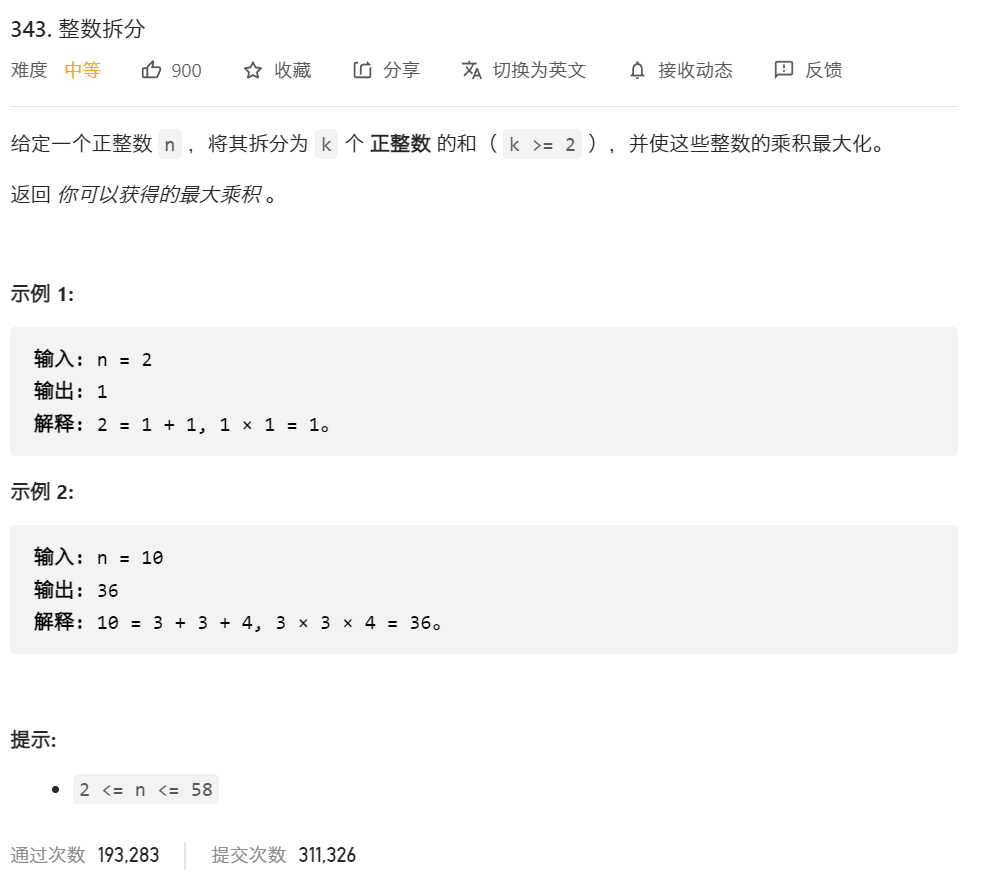 343. 整数拆分
难度 中等 900 收藏 分享 切换为英文 接收动态 反馈
给定一个正整数 n ，将其拆分为 k 个 正整数 的和（ k >= 2 ），并使这些整数的乘积最大化。
返回 你可以获得的最大乘积 。
示例 1:
输入: n = 2
输出: 1
解释: 2 = 1 + 1, 1 × 1 = 1。
示例 2:
输入: n = 10
输出: 36
解释: 10 = 3 + 3 + 4, 3 × 3 × 4 = 36。
提示:
2 <= n <= 58
通过次数 193,283 提交次数 311,326